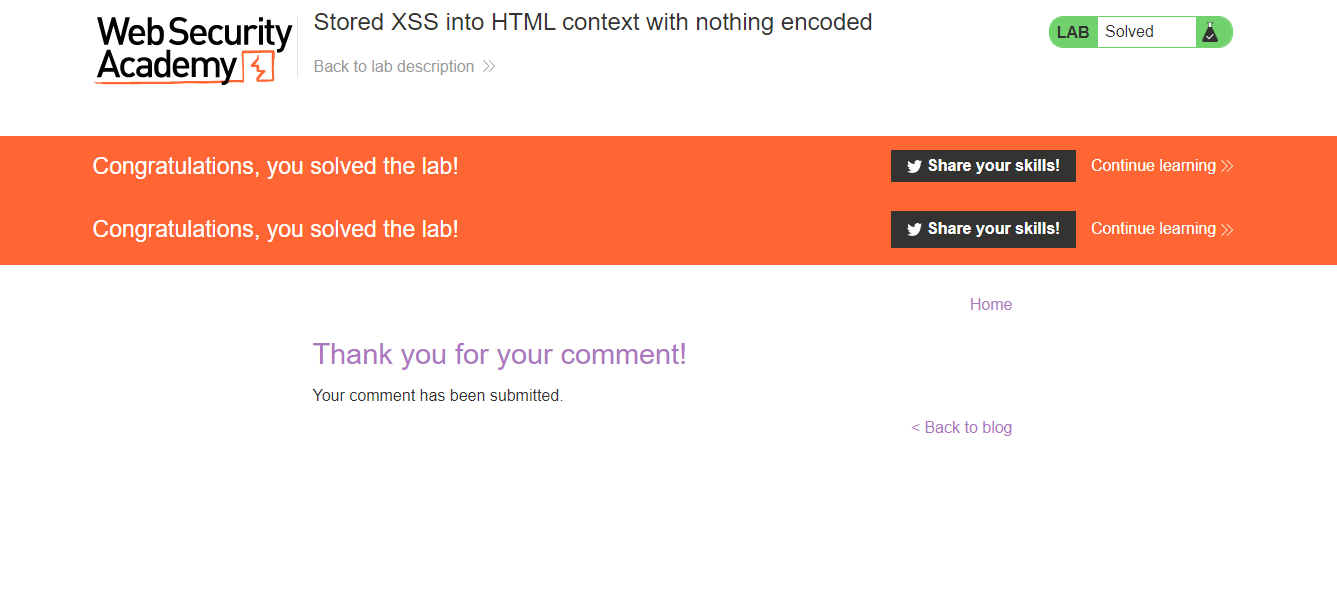 Web Security
Academy
Stored XSS into HTML context with nothing encoded
Back to lab description
LAB Solved
Congratulations, you solved the lab!
Share your skills! Continue learning
Congratulations, you solved the lab!
Share your skills! Continue learning
Home
Thank you for your comment!
Your comment has been submitted.
< Back to blog